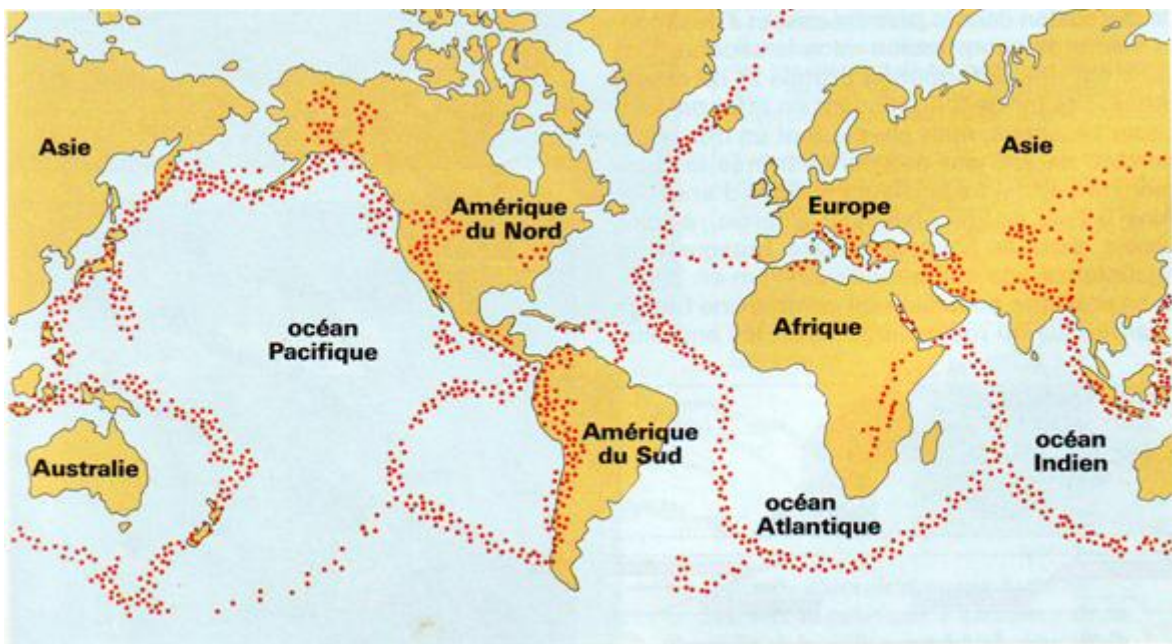 Asie
Amérique
du Nord
Europe
Asie
océan
Pacifique
Afrique
Australie
Amérique
du Sud
océan
Indien
océan
Atlantique